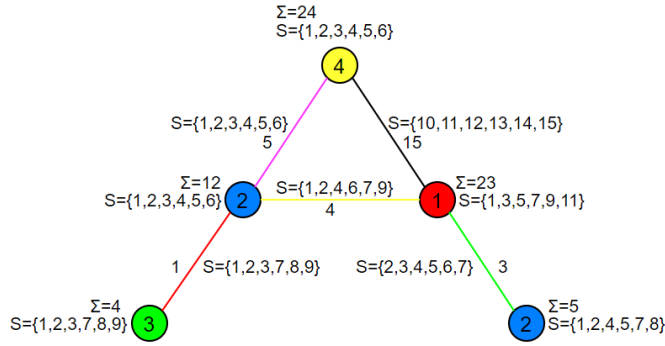 Σ=24
S={1,2,3,4,5,6}
4
S={1,2,3,4,5,6}
5
S={10,11,12,13,14,15}
15
Σ=12
S={1,2,3,4,5,6}
2
S={1,2,4,6,7,9}
4
1
Σ=23
S={1,3,5,7,9,11}
1
S={1,2,3,7,8,9}
S={2,3,4,5,6,7}
3
Σ=4
S={1,2,3,7,8,9}
3
2
Σ=5
S={1,2,4,5,7,8}